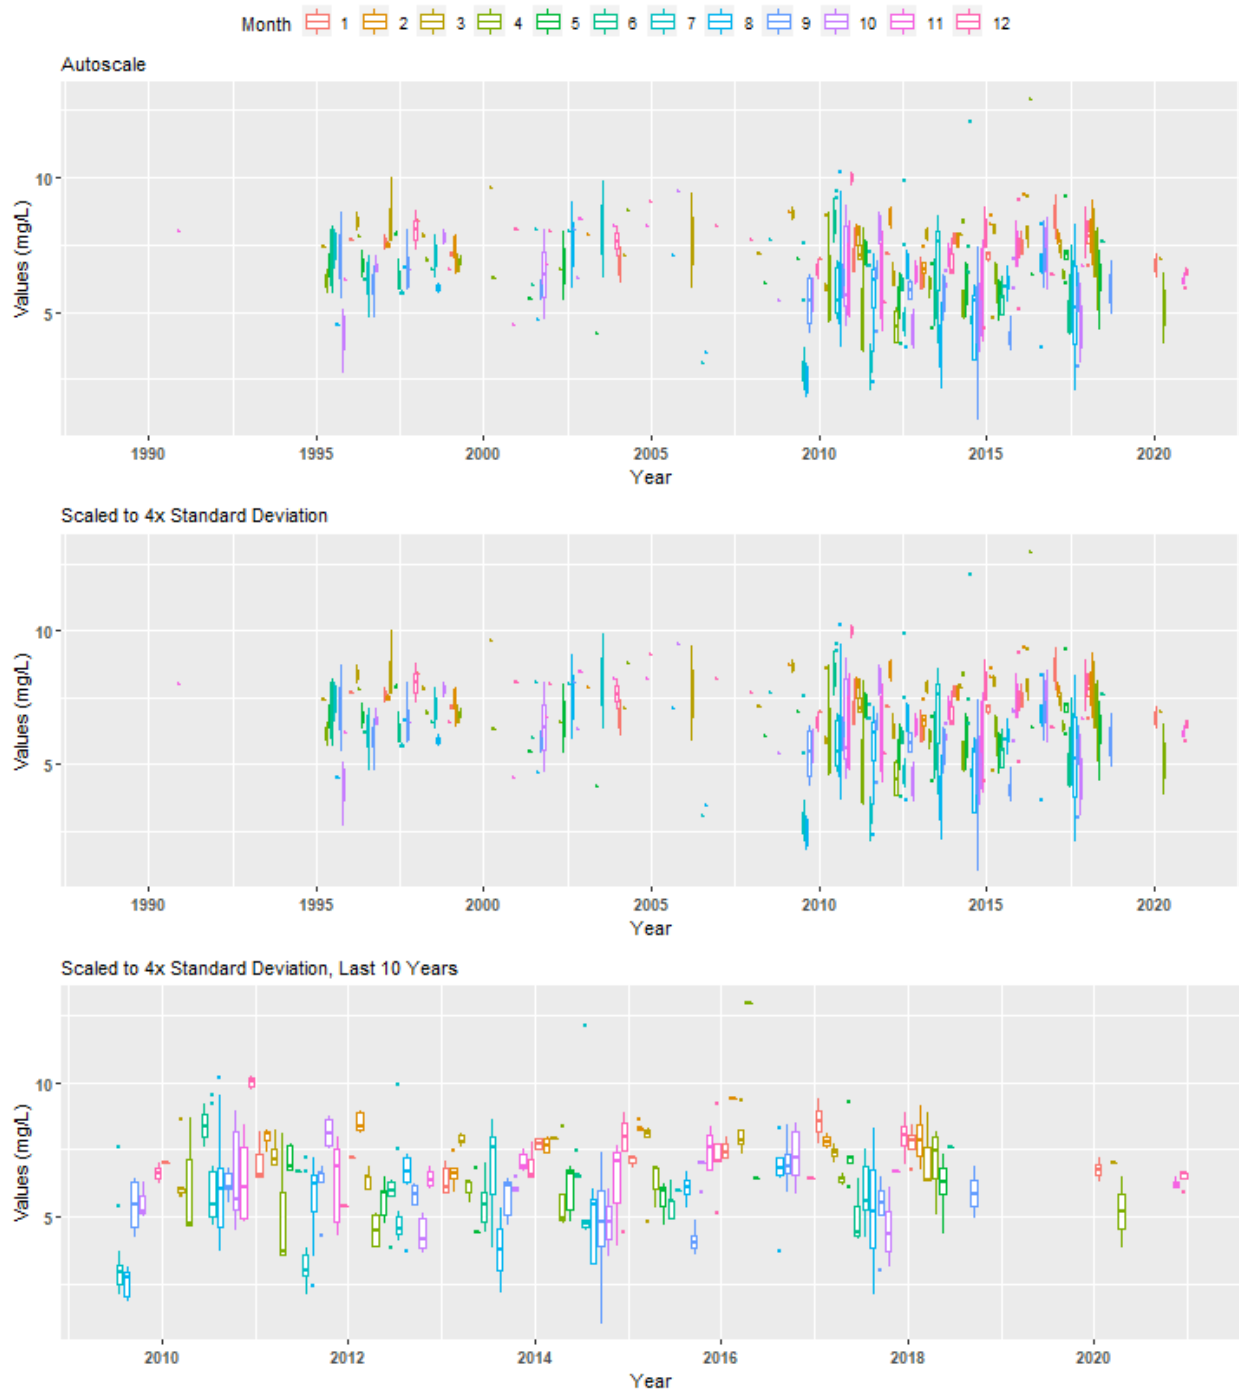 Month 1 2 3 4 5 6 7 8 9 10 11 12
Autoscale
10
5
Values (mg/L)
1990 1995 2000 2005 2010 2015 2020
Year
Scaled to 4x Standard Deviation
10
5
Values (mg/L)
1990 1995 2000 2005 2010 2015 2020
Year
Scaled to 4x Standard Deviation, Last 10 Years
10
5
Values (mg/L)
2010 2012 2014 2016 2018 2020
Year